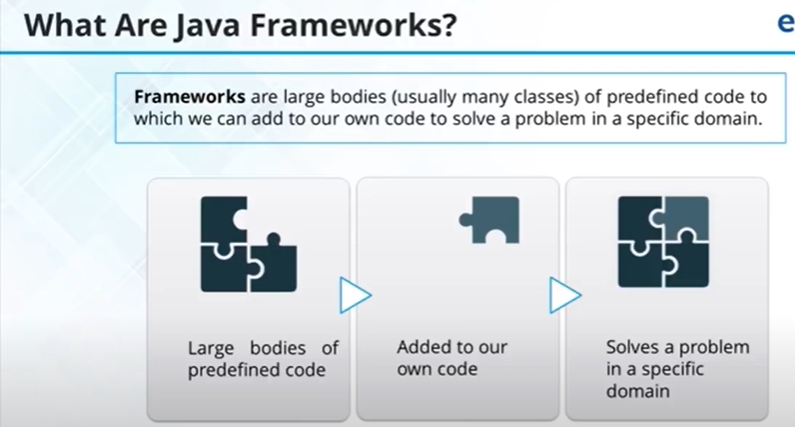 What Are Java Frameworks?
e
Frameworks are large bodies (usually many classes) of predefined code to
which we can add to our own code to solve a problem in a specific domain.
Large bodies of
predefined code
Added to our
own code
Solves a problem
in a specific
domain